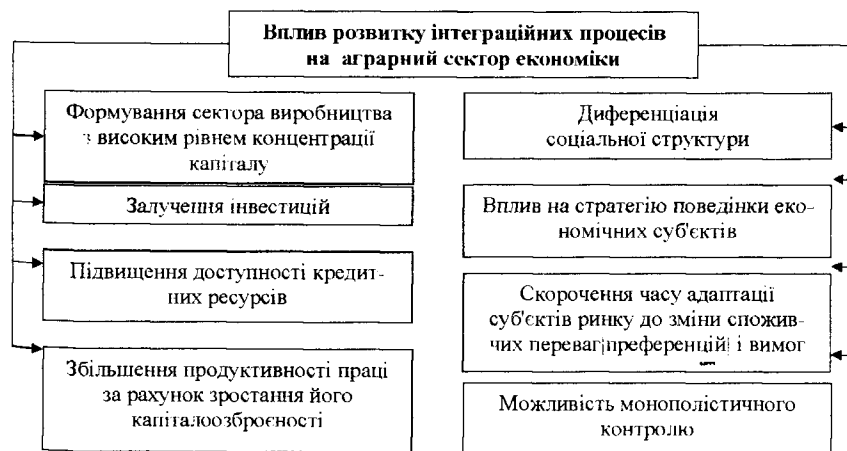 Вплив розвитку інтеграційних процесів
на аграрний сектор економіки
Формування сектора виробництва
з високим рівнем концентрації
капіталу
Залучення інвестицій
Підвищення доступності кредит-
них ресурсів
Збільшення продуктивності праці
за рахунок зростання його
капіталоозброєності
Диференціація
соціальної структури
Вплив на стратегію поведінки еко-
номічних суб'єктів
Скорочення часу адаптації
суб'єктів ринку до зміни спожив-
чих переваг|преференцій| і вимог
Можливість монополістичного
контролю